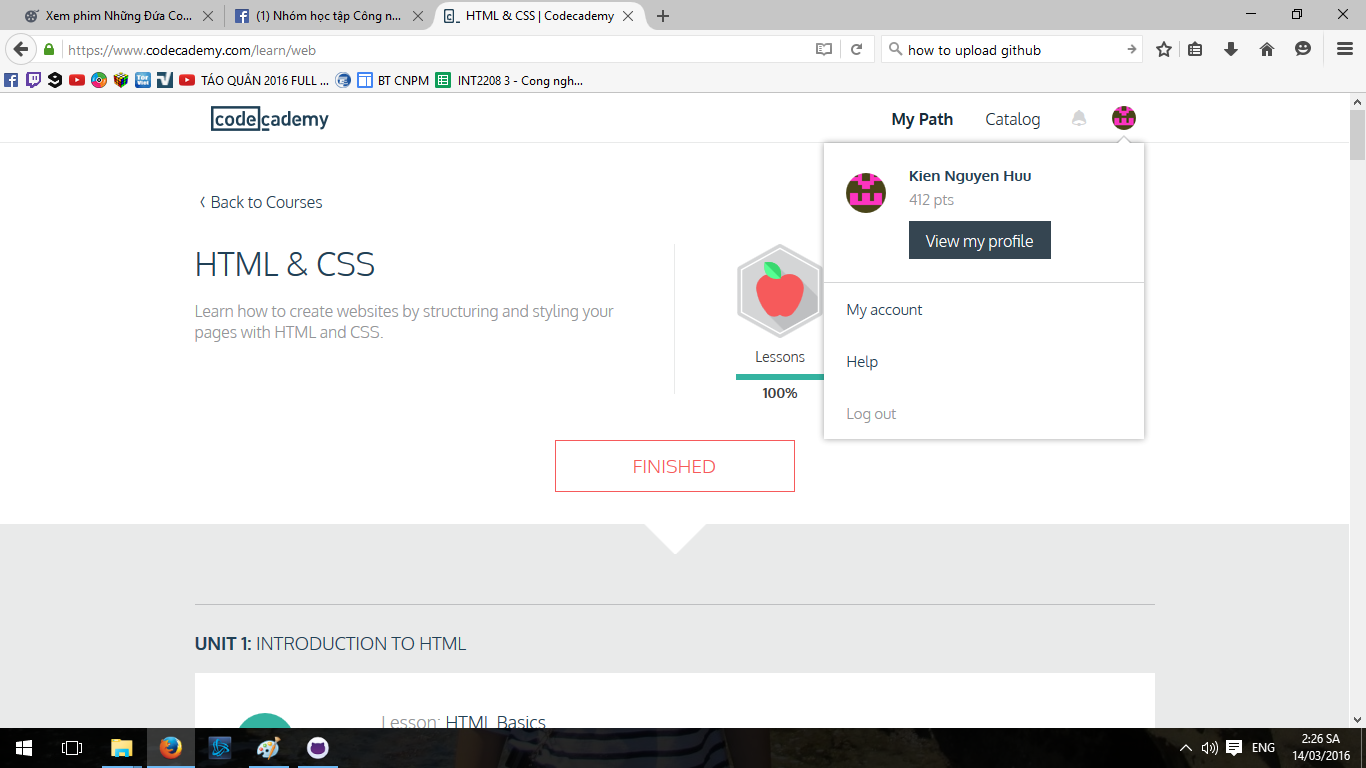 Xem phim Những Đứa Co...
(1) Nhóm học tập Công n...
HTML & CSS | Codecademy
https://www.codecademy.com/learn/web
how to upload github
TÁO QUÂN 2016 FULL ...
BT CNPM
INT2208 3 - Cong ngh...
codecademy
My Path
Catalog
Kien Nguyen Huu
412 pts
View my profile
My account
Help
Log out
Back to Courses
HTML & CSS
Learn how to create websites by structuring and styling your
pages with HTML and CSS.
Lessons
100%
FINISHED
UNIT 1: INTRODUCTION TO HTML
Lesson: HTML Basics
ENG
2:26 SA
14/03/2016